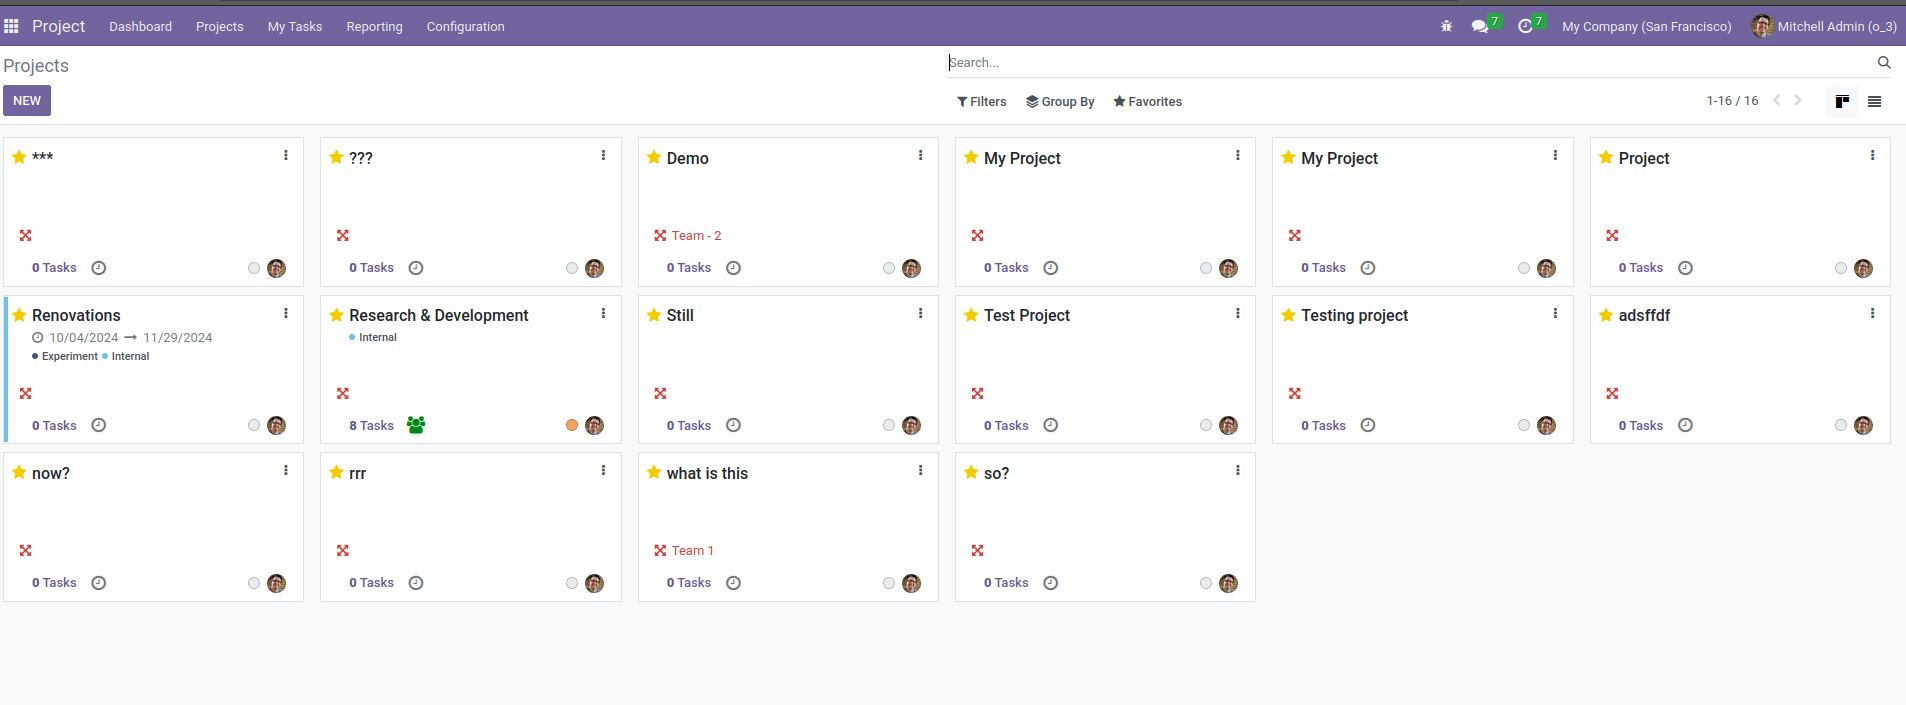 Project Dashboard Projects My Tasks Reporting Configuration 7 7 My Company (San Francisco) Mitchell Admin (o_3)
Projects
Search...
NEW
Filters Group By Favorites 1-16 / 16
*** ??? Demo My Project My Project Project
Team - 2
0 Tasks 0 Tasks 0 Tasks 0 Tasks 0 Tasks 0 Tasks
Renovations Research & Development Still Test Project Testing project adsffdf
10/04/2024 11/29/2024 Internal
Experiment Internal
0 Tasks 8 Tasks 0 Tasks 0 Tasks 0 Tasks 0 Tasks
now? rrr what is this so?
Team 1
0 Tasks 0 Tasks 0 Tasks 0 Tasks